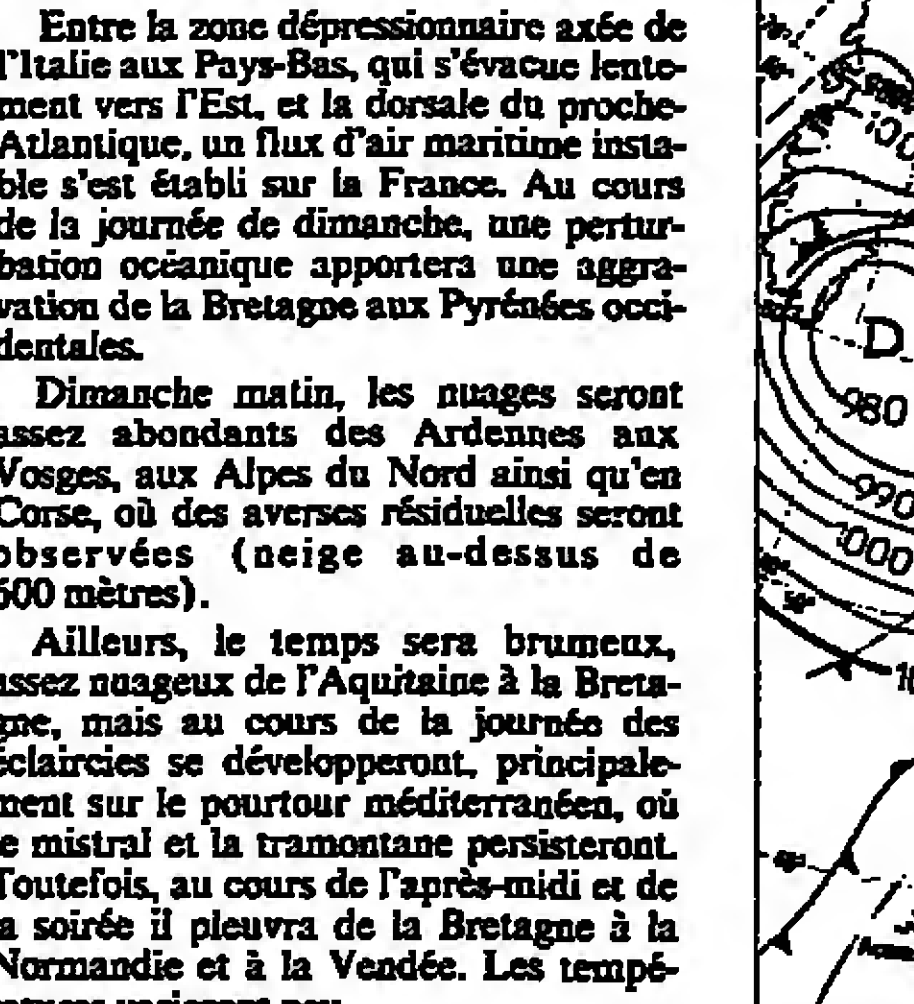 Entre la zone dépressionnaire axée de
l'Italie aux Pays-Bas, qui s'évacue lente-
ment vers l'Est, et la dorsale du proche-
Atlantique, un flux d'air maritime insta-
ble s'est établi sur la France. Au cours
de la journée de dimanche, une pertur-
bation océanique apportera une aggra-
vation de la Bretagne aux Pyrénées occi-
dentales.
Dimanche matin, les nuages seront
assez abondants des Ardennes aux
Vosges, aux Alpes du Nord ainsi qu'en
Corse, où des averses résiduelles seront
observées (neige au-dessus de
600 mètres).
Ailleurs, le temps sera brumeux,
assez nuageux de l'Aquitaine à la Breta-
gne, mais au cours de la journée des
éclaircies se développeront, principale-
ment sur le pourtour méditerranéen, où
le mistral et la tramontane persisteront.
Toutefois, au cours de l'après-midi et de
la soirée il pleuvra de la Bretagne à la
Normandie et à la Vendée. Les tempé-
D
980
990
1000
50°